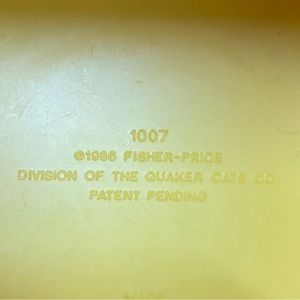 1007
©1986 FISHER-PRICE
DIVISION OF THE QUAKER OATS CO.
PATENT PENDING